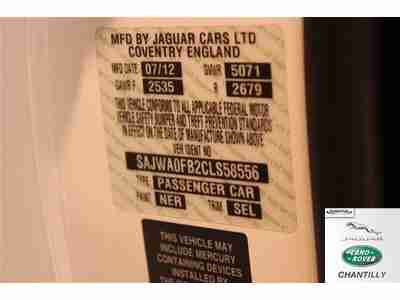 MFD BY JAGUAR CARS LTD
COVENTRY ENGLAND
MFD DATE 07/12 GVWR 5071
GAWR F 2535 R 2679
THIS VEHICLE CONFORMS TO ALL APPLICABLE FEDERAL MOTOR
VEHICLE SAFETY BUMPER AND THEFT PREVENTION STANDARDS
IN EFFECT ON THE DATE OF MANUFACTURE SHOWN ABOVE
VEH IDENT NO
SAJWA0FB2CLS58556
TYPE PASSENGER CAR
PAINT NER TRIM SEL
THIS VEHICLE MAY
INCLUDE MERCURY
CONTAINING DEVICES
INSTALLED BY
JAGUAR
LAND ROVER
CHANTILLY